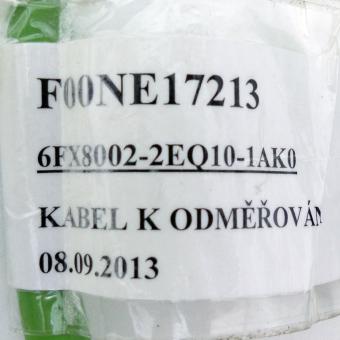 F00NE17213
6FX8002-2EQ10-1AK0
KABEL K ODMĚŘOVÁN
08.09.2013